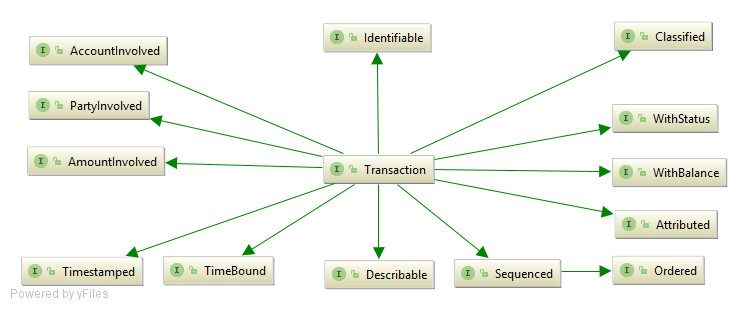 Identifiable
Classified
AccountInvolved
PartyInvolved
WithStatus
AmountInvolved
Transaction
WithBalance
Attributed
Timestamped
TimeBound
Describable
Sequenced
Ordered
Powered by yFiles